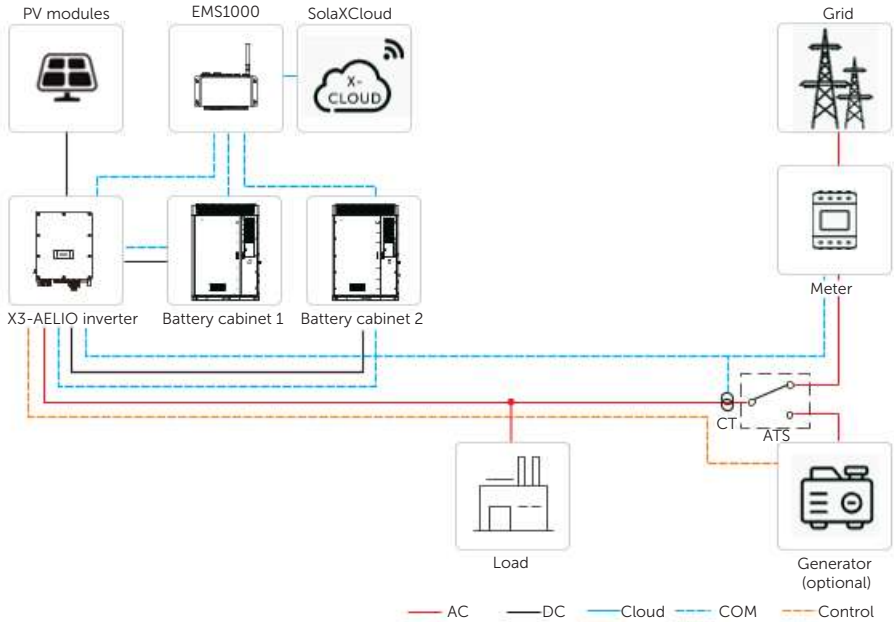 PV modules
EMS1000
SolaXCloud
Grid
X-
CLOUD
Meter
X3-AELIO inverter
Battery cabinet 1
Battery cabinet 2
CT
ATS
Load
Generator
(optional)
AC
DC
Cloud
COM
Control